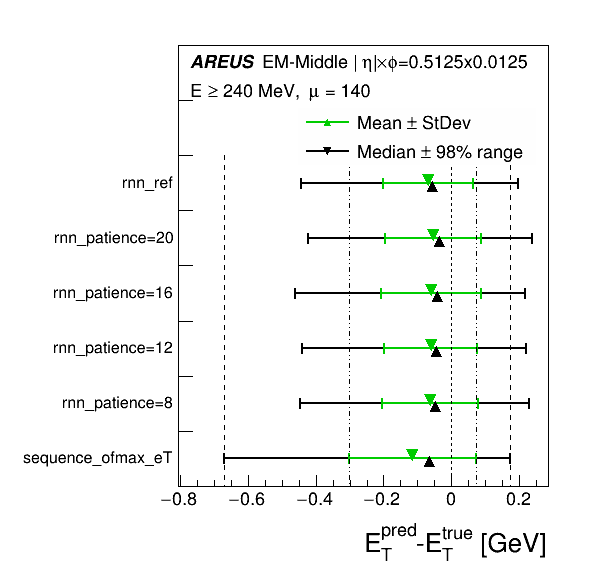 AREUS EM-Middle | η|×ϕ=0.5125x0.0125
E ≥ 240 MeV, μ = 140
Mean ± StDev
Median ± 98% range
rnn_ref
rnn_patience=20
rnn_patience=16
rnn_patience=12
rnn_patience=8
sequence_ofmax_eT
−0.8 −0.6 −0.4 −0.2 0 0.2
E_T^pred-E_T^true [GeV]